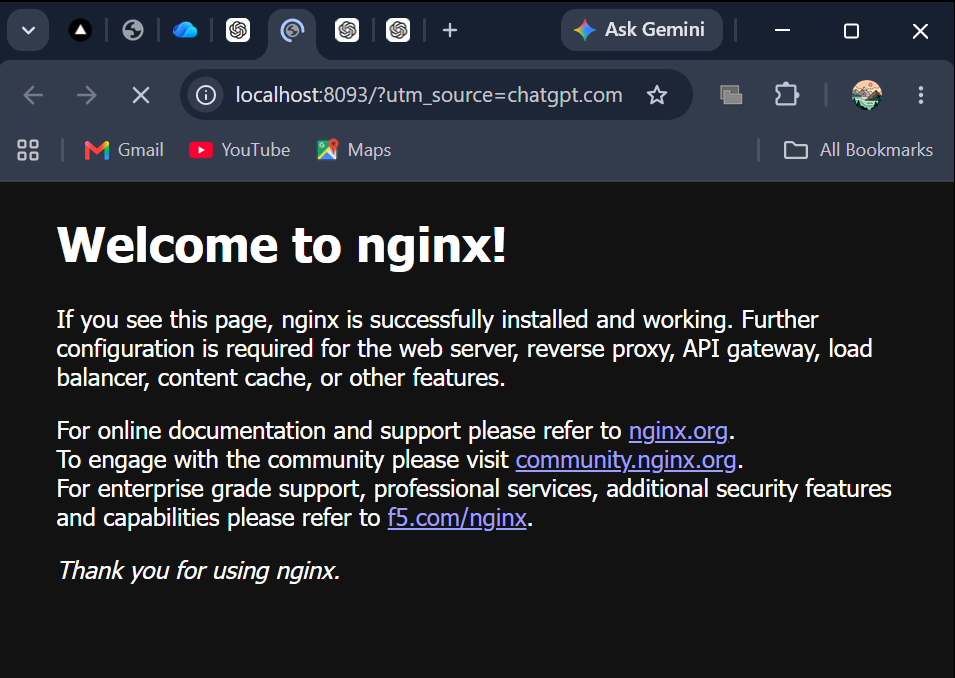 Ask Gemini
localhost:8093/?utm_source=chatgpt.com
Gmail
YouTube
Maps
All Bookmarks
Welcome to nginx!
If you see this page, nginx is successfully installed and working. Further
configuration is required for the web server, reverse proxy, API gateway, load
balancer, content cache, or other features.
For online documentation and support please refer to nginx.org.
To engage with the community please visit community.nginx.org.
For enterprise grade support, professional services, additional security features
and capabilities please refer to f5.com/nginx.
Thank you for using nginx.